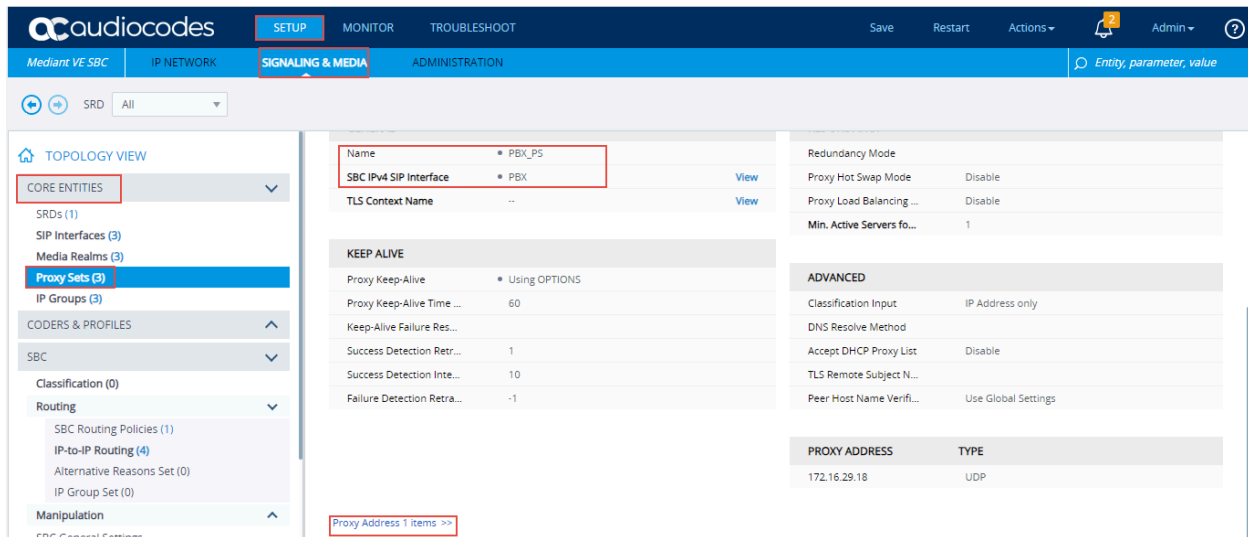 audiocodes SETUP MONITOR TROUBLESHOOT Save Restart Actions 2 Admin ?
Mediant VE SBC IP NETWORK SIGNALING & MEDIA ADMINISTRATION Entity, parameter, value
SRD All
TOPOLOGY VIEW
CORE ENTITIES
SRDs (1)
SIP Interfaces (3)
Media Realms (3)
Proxy Sets (3)
IP Groups (3)
CODERS & PROFILES
SBC
Classification (0)
Routing
SBC Routing Policies (1)
IP-to-IP Routing (4)
Alternative Reasons Set (0)
IP Group Set (0)
Manipulation
SBC General Settings
Name • PBX_PS
SBC IPv4 SIP Interface • PBX View
TLS Context Name -- View
KEEP ALIVE
Proxy Keep-Alive • Using OPTIONS
Proxy Keep-Alive Time ... 60
Keep-Alive Failure Res...
Success Detection Retr... 1
Success Detection Inte... 10
Failure Detection Retra... -1
Redundancy Mode
Proxy Hot Swap Mode Disable
Proxy Load Balancing ... Disable
Min. Active Servers fo... 1
ADVANCED
Classification Input IP Address only
DNS Resolve Method
Accept DHCP Proxy List Disable
TLS Remote Subject N...
Peer Host Name Verifi... Use Global Settings
PROXY ADDRESS TYPE
172.16.29.18 UDP
Proxy Address 1 items >>